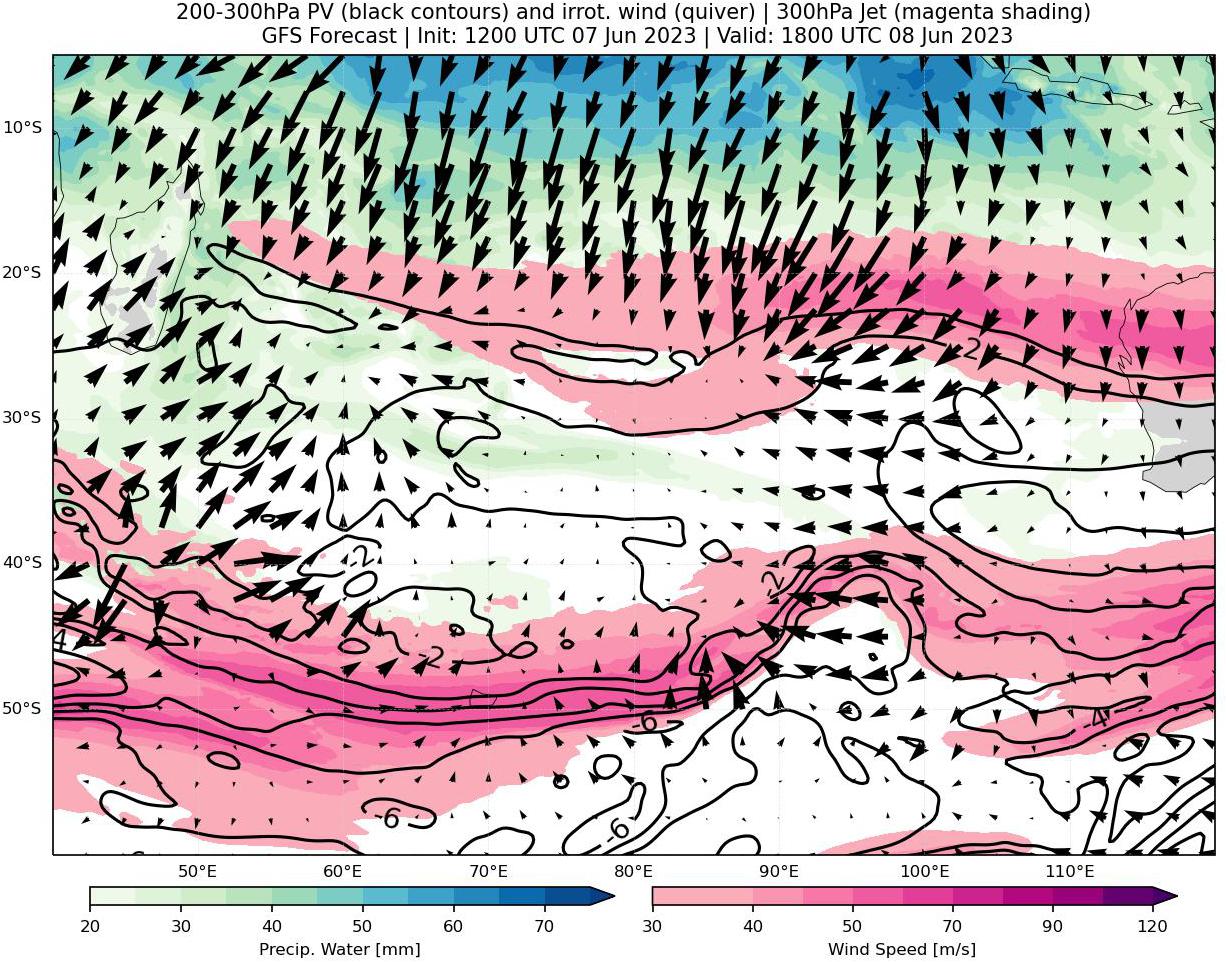 200-300hPa PV (black contours) and irrot. wind (quiver) | 300hPa Jet (magenta shading)
GFS Forecast | Init: 1200 UTC 07 Jun 2023 | Valid: 1800 UTC 08 Jun 2023
10°S
20°S
-2
30°S
40°S
-2
-2
4
-2
50°S
-6
-4
-6
-6
50°E 60°E 70°E 80°E 90°E 100°E 110°E
20 30 40 50 60 70
30 40 50 70 90 120
Precip. Water [mm]
Wind Speed [m/s]